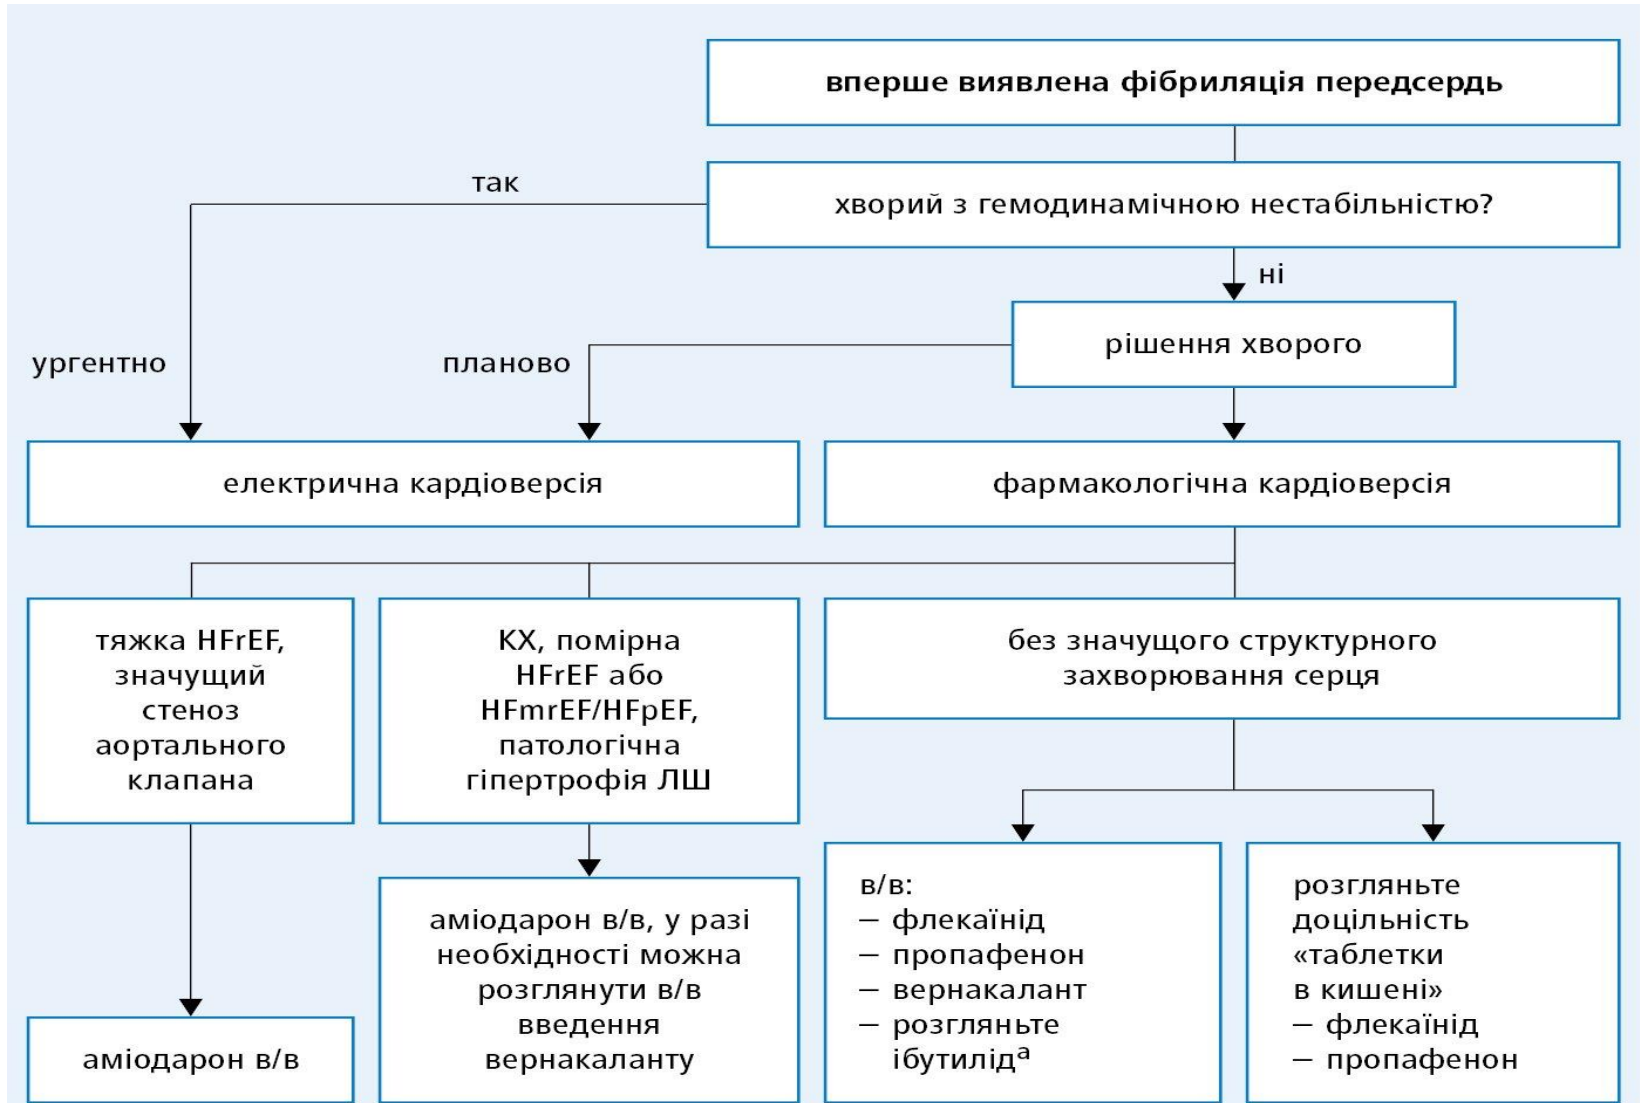 вперше виявлена фібриляція передсердь
так
хворий з гемодинамічною нестабільністю?
ні
рішення хворого
ургентно
планово
електрична кардіоверсія
фармакологічна кардіоверсія
тяжка HFrEF,
значущий
стеноз
аортального
клапана
КХ, помірна
HFrEF або
HFmrEF/HFpEF,
патологічна
гіпертрофія ЛШ
без значущого структурного
захворювання серця
аміодарон в/в
аміодарон в/в, у разі
необхідності можна
розглянути в/в
введення
вернакаланту
в/в:
– флекаїнід
– пропафенон
– вернакалант
– розгляньте
ібутилідᵃ
розгляньте
доцільність
«таблетки
в кишені»
– флекаїнід
– пропафенон